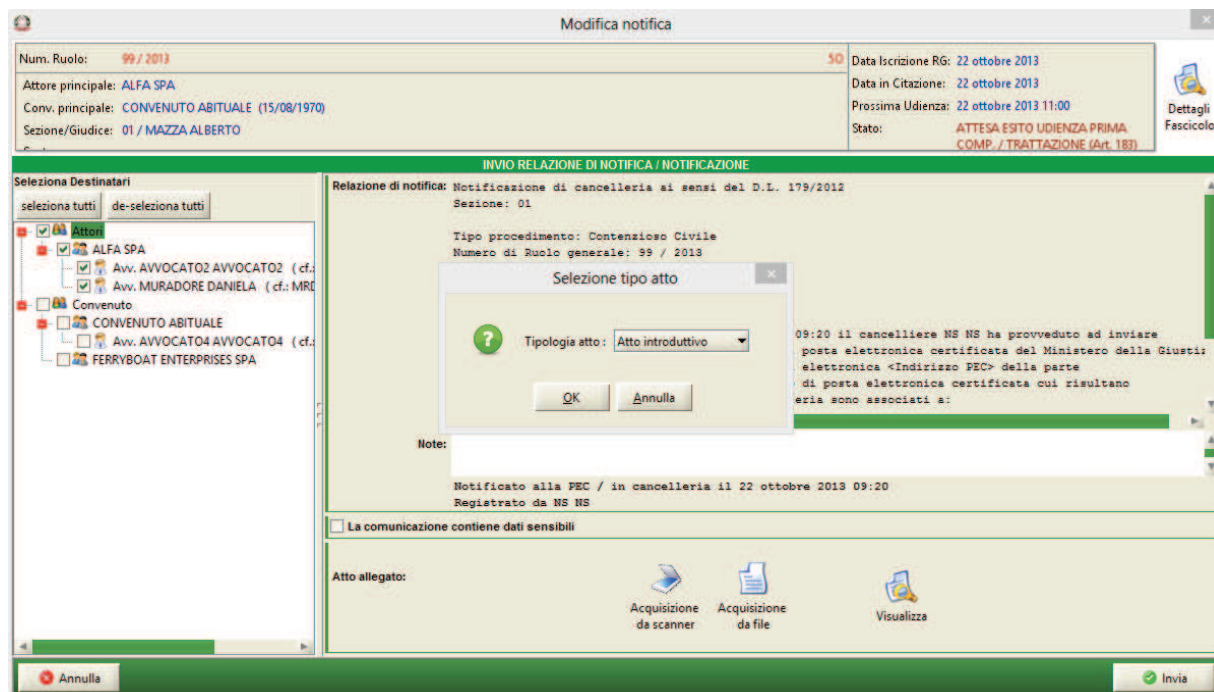 Modifica notifica
Num. Ruolo: 99 / 2013 SO
Attore principale: ALFA SPA
Conv. principale: CONVENUTO ABITUALE (15/08/1970)
Sezione/Giudice: 01 / MAZZA ALBERTO
Data Iscrizione RG: 22 ottobre 2013
Data in Citazione: 22 ottobre 2013
Prossima Udienza: 22 ottobre 2013 11:00
Stato: ATTESA ESITO UDIENZA PRIMA
COMP. / TRATTAZIONE (Art. 183)
Dettagli
Fascicolo
INVIO RELAZIONE DI NOTIFICA / NOTIFICAZIONE
Seleziona Destinatari
seleziona tutti de-seleziona tutti
Attori
ALFA SPA
Avv. AVVOCATO2 AVVOCATO2 ( cf.:
Avv. MURADORE DANIELA ( cf.: MRD
Convenuto
CONVENUTO ABITUALE
Avv. AVVOCATO4 AVVOCATO4 ( cf.:
FERRYBOAT ENTERPRISES SPA
Relazione di notifica: Notificazione di cancelleria ai sensi del D.L. 179/2012
Sezione: 01
Tipo procedimento: Contenzioso Civile
Numero di Ruolo generale: 99 / 2013
Selezione tipo atto
Tipologia atto : Atto introduttivo
OK Annulla
09:20 il cancelliere NS NS ha provveduto ad inviare
posta elettronica certificata del Ministero della Giusti
elettronica <Indirizzo PEC> della parte
di posta elettronica certificata cui risultano
eria sono associati a:
Note:
Notificato alla PEC / in cancelleria il 22 ottobre 2013 09:20
Registrato da NS NS
La comunicazione contiene dati sensibili
Atto allegato:
Acquisizione
da scanner
Acquisizione
da file
Visualizza
Annulla
Invia